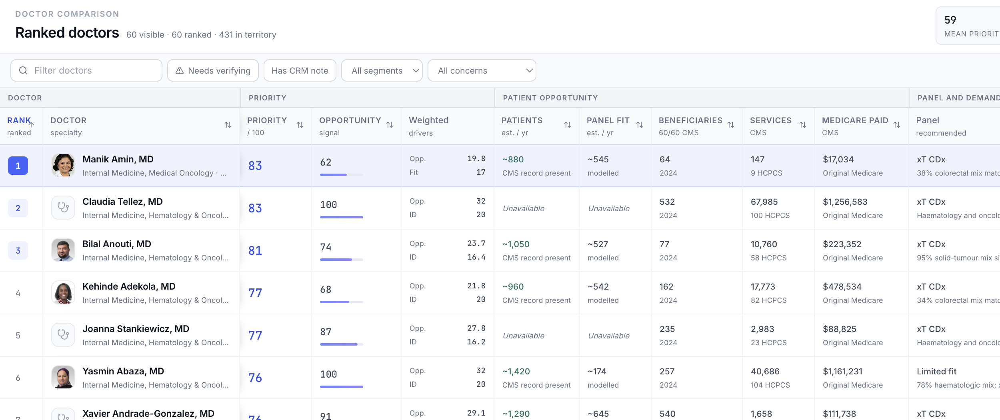 DOCTOR COMPARISON
Ranked doctors 60 visible · 60 ranked · 431 in territory
59
MEAN PRIORIT
Filter doctors
Needs verifying
Has CRM note
All segments
All concerns
DOCTOR PRIORITY PATIENT OPPORTUNITY PANEL AND DEMAND
RANK DOCTOR PRIORITY OPPORTUNITY Weighted PATIENTS PANEL FIT BENEFICIARIES SERVICES MEDICARE PAID Panel
ranked specialty / 100 signal drivers est. / yr est. / yr 60/60 CMS CMS CMS recommended
1 Manik Amin, MD 83 62 Opp. 19.8 ~880 ~545 64 147 $17,034 xT CDx
Internal Medicine, Medical Oncology · ... Fit 17 CMS record present modelled 2024 9 HCPCS Original Medicare 38% colorectal mix matc
2 Claudia Tellez, MD 83 100 Opp. 32 Unavailable Unavailable 532 67,985 $1,256,583 xT CDx
Internal Medicine, Hematology & Oncol... ID 20 2024 100 HCPCS Original Medicare Haematology and oncolo
3 Bilal Anouti, MD 81 74 Opp. 23.7 ~1,050 ~527 77 10,760 $223,352 xT CDx
Internal Medicine, Hematology & Oncol... ID 16.4 CMS record present modelled 2024 58 HCPCS Original Medicare 95% solid-tumour mix si
4 Kehinde Adekola, MD 77 68 Opp. 21.8 ~960 ~542 162 17,773 $478,534 xT CDx
Internal Medicine, Hematology & Oncol... ID 20 CMS record present modelled 2024 82 HCPCS Original Medicare 34% colorectal mix matc
5 Joanna Stankiewicz, MD 77 87 Opp. 27.8 Unavailable Unavailable 235 2,983 $88,825 xT CDx
Internal Medicine, Hematology & Oncol... ID 16.2 2024 23 HCPCS Original Medicare Haematology and oncolo
6 Yasmin Abaza, MD 76 100 Opp. 32 ~1,420 ~174 257 40,686 $1,161,231 Limited fit
Internal Medicine, Hematology & Oncol... ID 20 CMS record present modelled 2024 104 HCPCS Original Medicare 78% haematologic mix;
7 Xavier Andrade-Gonzalez, MD 76 91 Opp. 29.1 ~1,290 ~645 540 1,658 $111,738 xT CDx